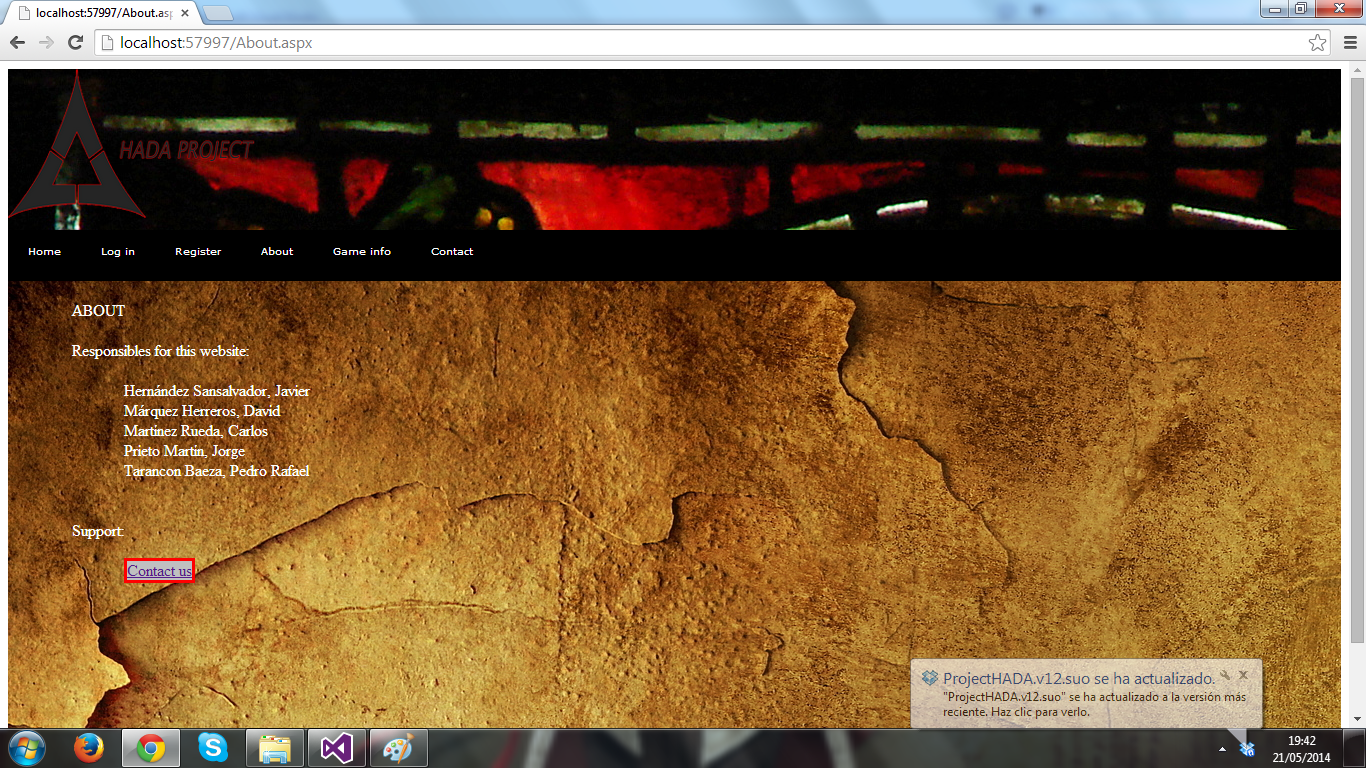 localhost:57997/About.asp
localhost:57997/About.aspx
HADA PROJECT
Home Log in Register About Game info Contact
ABOUT
Responsibles for this website:
Hernández Sansalvador, Javier
Márquez Herreros, David
Martínez Rueda, Carlos
Prieto Martín, Jorge
Tarancon Baeza, Pedro Rafael
Support:
Contact us
ProjectHADA.v12.suo se ha actualizado.
"ProjectHADA.v12.suo" se ha actualizado a la versión más
reciente. Haz clic para verlo.
19:42
21/05/2014